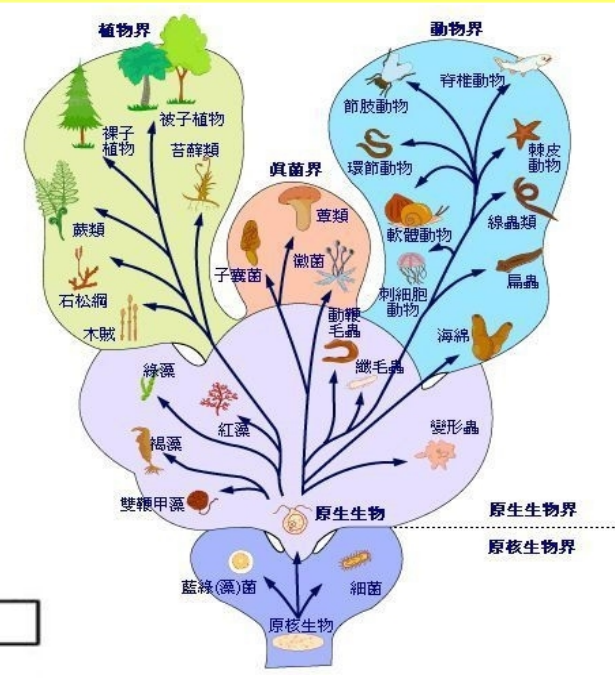 植物界
動物界
被子植物
裸子
植物
苔蘚類
蕨類
石松綱
木賊
眞菌界
蕈類
黴菌
子囊菌
脊椎動物
節肢動物
棘皮
動物
環節動物
線蟲類
軟體動物
刺細胞
動物
扁蟲
海綿
動鞭
毛蟲
纖毛蟲
綠藻
紅藻
褐藻
雙鞭甲藻
變形蟲
原生生物
原生生物界
原核生物界
藍綠(藻)菌
細菌
原核生物